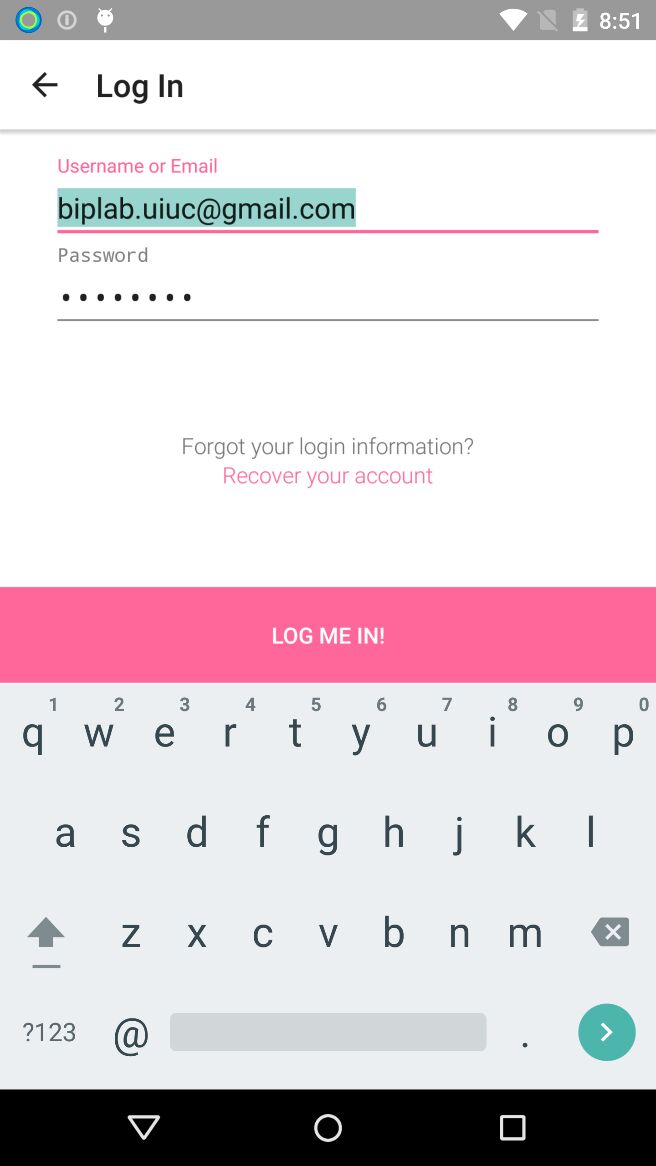 8:51
Log In
Username or Email
biplab.uiuc@gmail.com
Password
••••••••
Forgot your login information?
Recover your account
LOG ME IN!
1 2 3 4 5 6 7 8 9 0
q w e r t y u i o p
a s d f g h j k l
z x c v b n m
?123 @ .